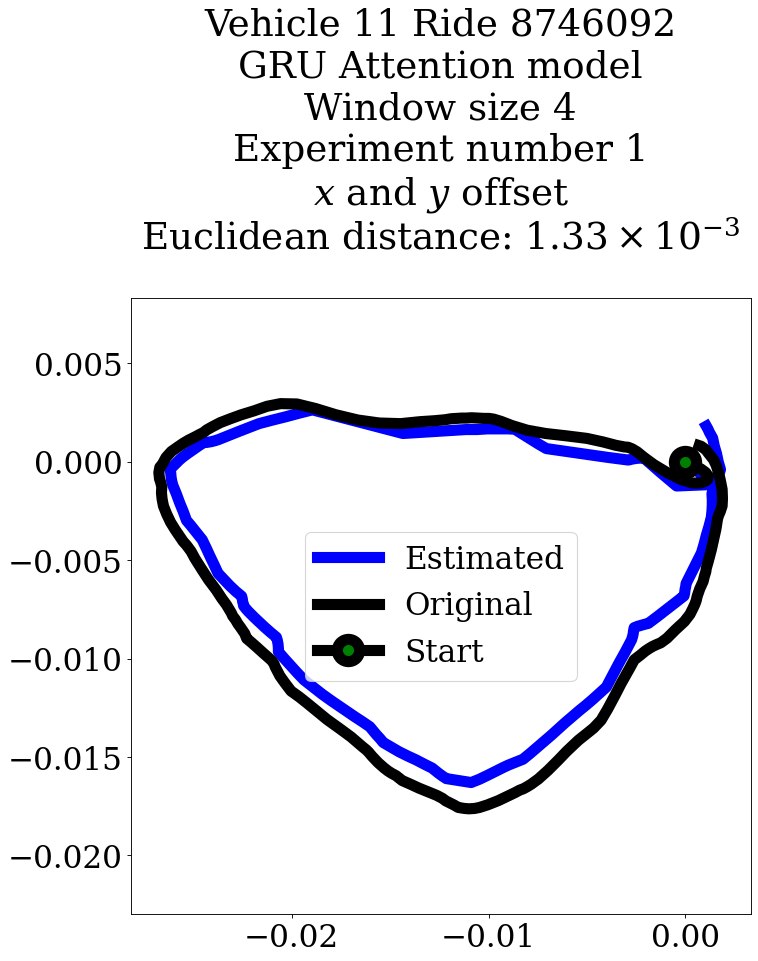 Vehicle 11 Ride 8746092
GRU Attention model
Window size 4
Experiment number 1
x and y offset
Euclidean distance: 1.33 × 10⁻³
0.005
0.000
−0.005
−0.010
−0.015
−0.020
Estimated
Original
Start
−0.02 −0.01 0.00